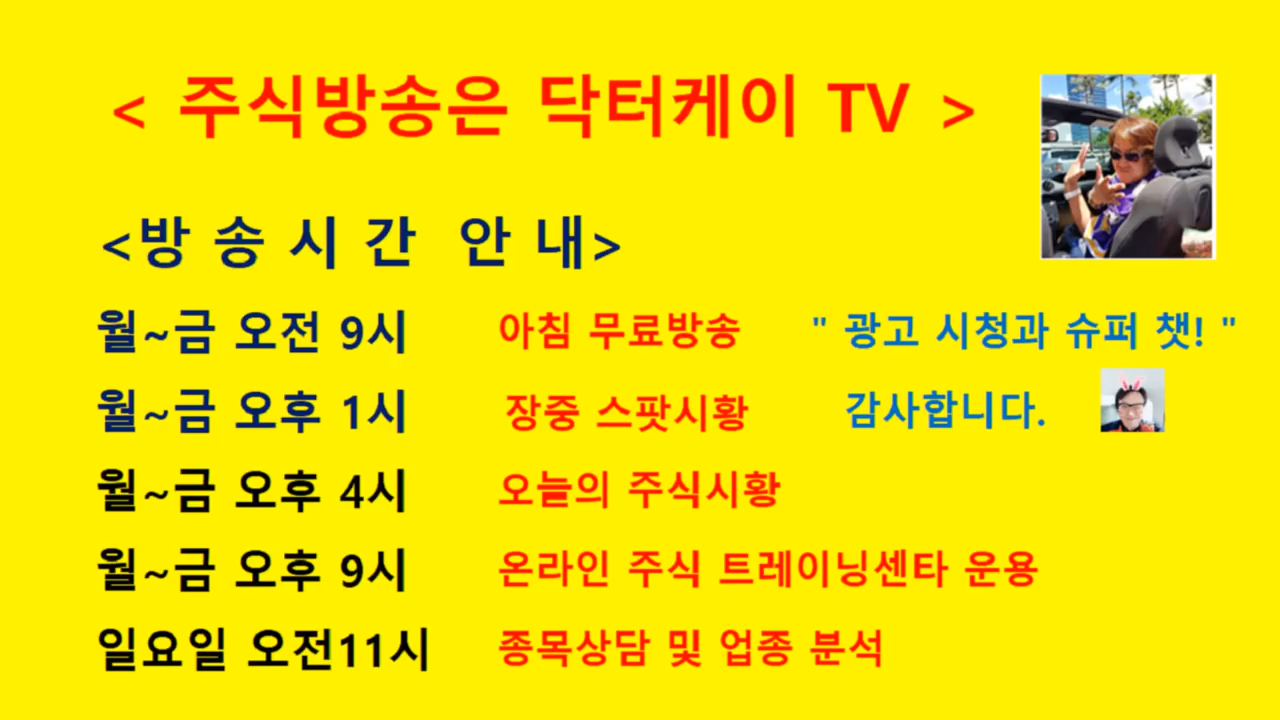 < 주식방송은 닥터케이 TV >
<방 송 시 간 안 내>
월~금 오전 9시 아침 무료방송 " 광고 시청과 슈퍼 챗! "
월~금 오후 1시 장중 스팟시황 감사합니다.
월~금 오후 4시 오늘의 주식시황
월~금 오후 9시 온라인 주식 트레이닝센타 운용
일요일 오전11시 종목상담 및 업종 분석